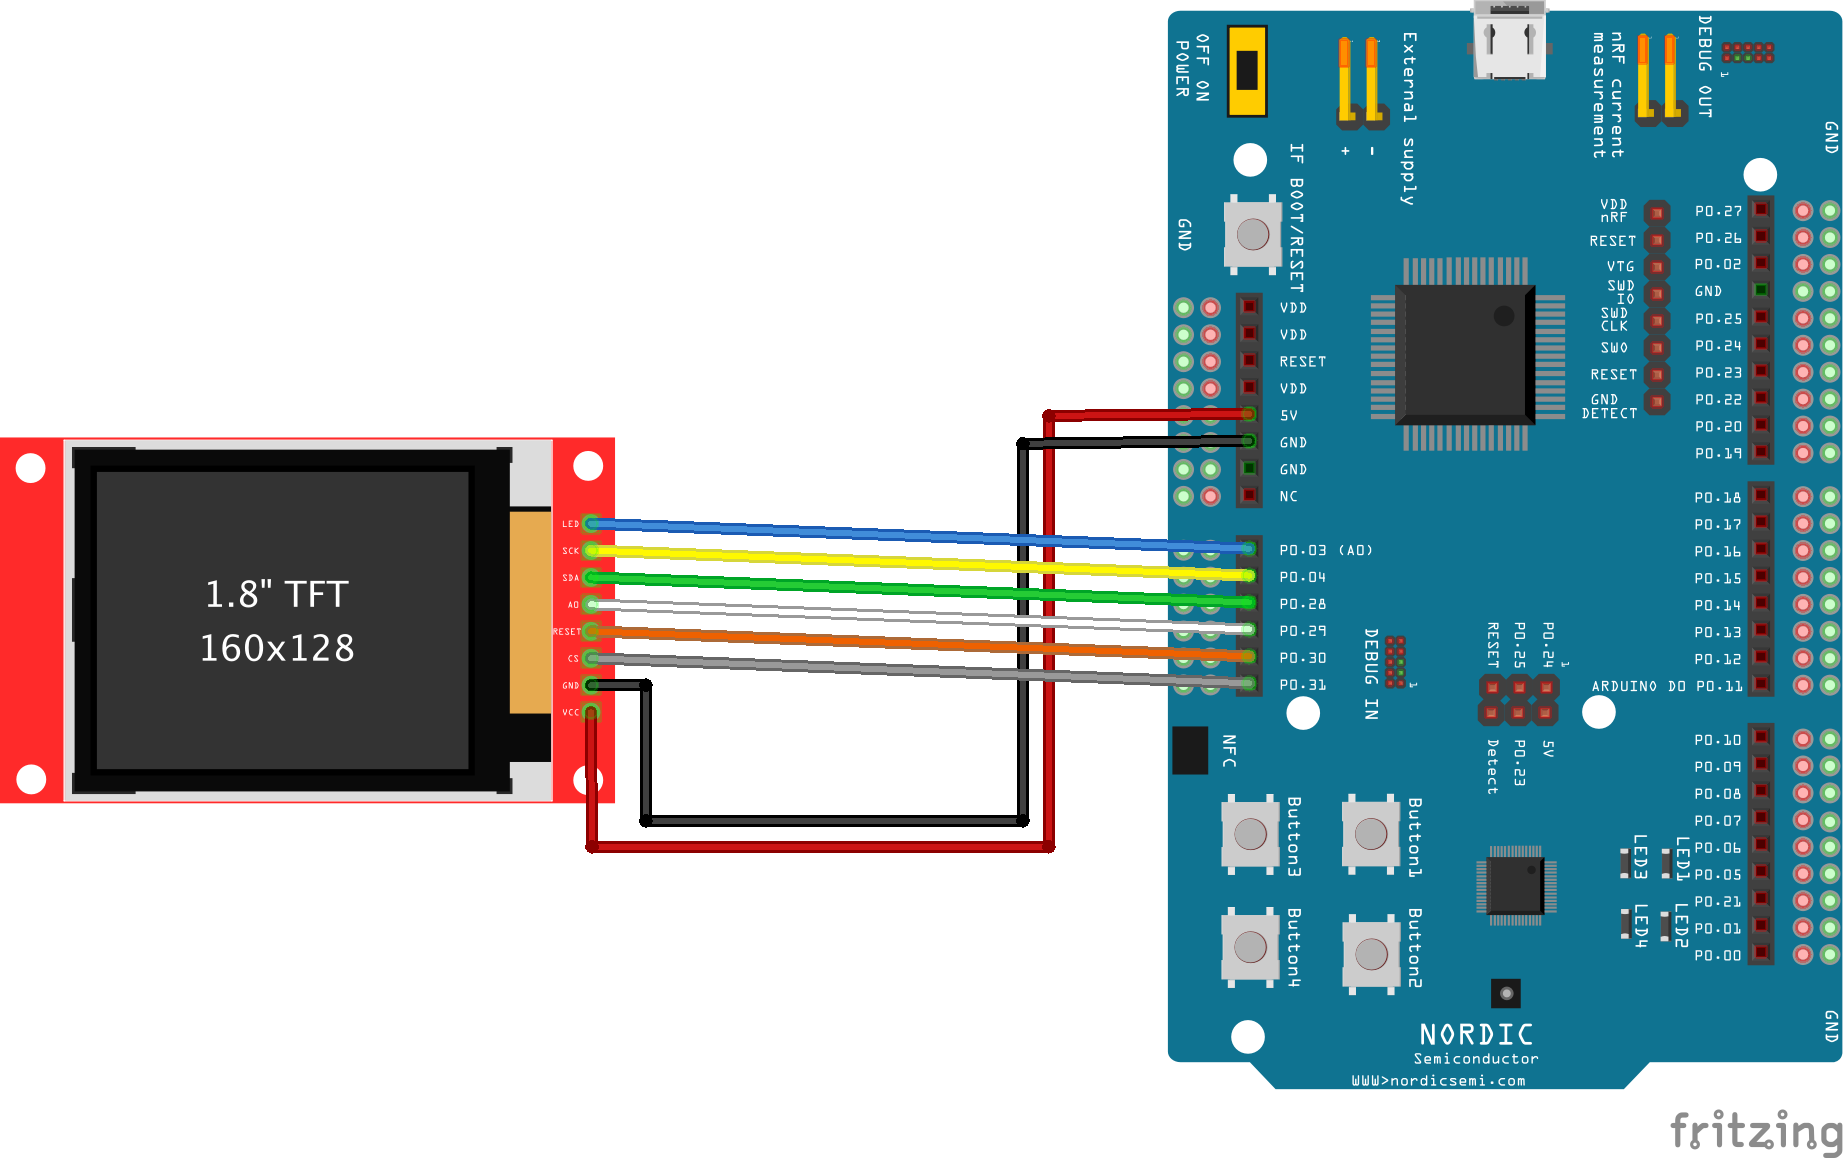 1.8" TFT
160x128
LED
SCK
SDA
A0
RESET
CS
GND
VCC
OFF ON
POWER
+ -
External supply
IF BOOT/RESET
GND
VDD
VDD
RESET
VDD
5V
GND
GND
NC
P0.03 (A0)
P0.04
P0.28
P0.29
P0.30
P0.31
NFC
DEBUG IN
1
Button3
Button1
Button4
Button2
nRF current
measurement
DEBUG OUT
1
GND
VDD
nRF
RESET
VTG
SWD
IO
SWD
CLK
SWO
RESET
GND
DETECT
P0.27
P0.26
P0.02
GND
P0.25
P0.24
P0.23
P0.22
P0.20
P0.19
P0.18
P0.17
P0.16
P0.15
P0.14
P0.13
P0.12
ARDUINO D0 P0.11
RESET
P0.25
P0.24
1
Detect
P0.23
5V
P0.10
P0.09
P0.08
P0.07
P0.06
P0.05
P0.21
P0.01
P0.00
LED3
LED1
LED4
LED2
GND
NORDIC
Semiconductor
WWW>nordicsemi.com
fritzing